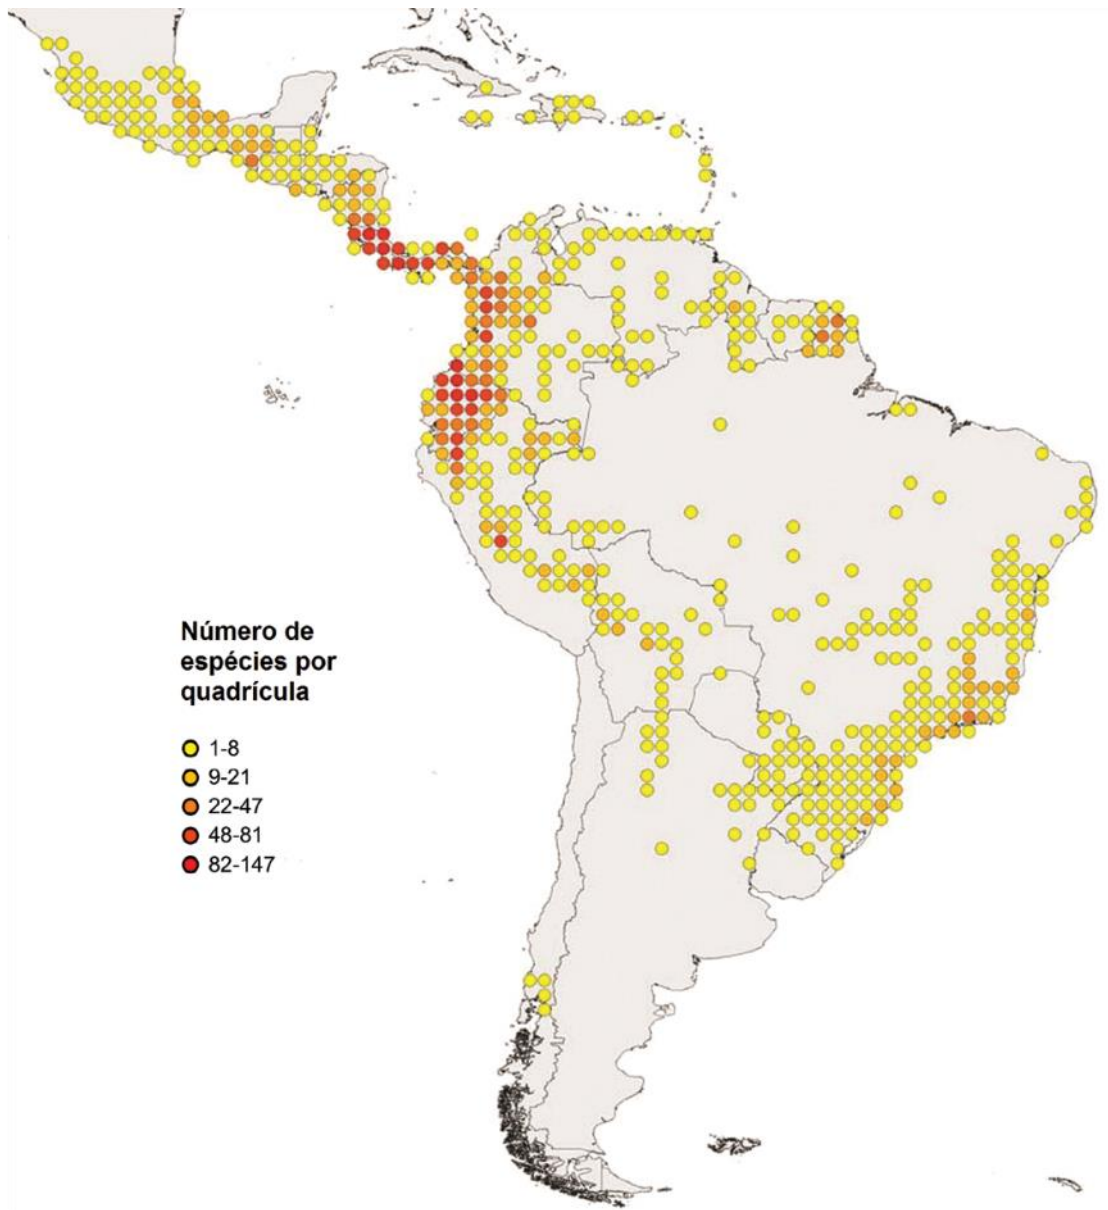 Número de
espécies por
quadrícula
1-8
9-21
22-47
48-81
82-147